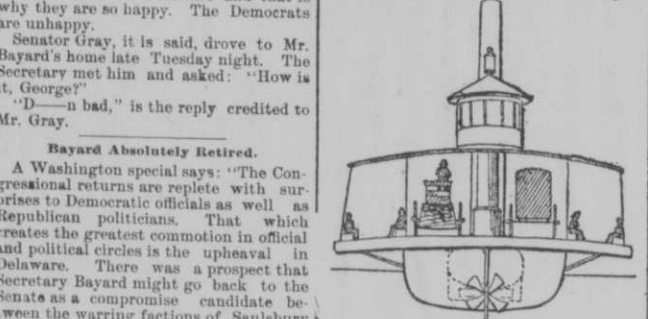 why they are so happy. The Democrats
are unhappy.
Senator Gray, it is said, drove to Mr.
Bayard's home late Tuesday night. The
Secretary met him and asked: "How is
it, George?"
"D——n bad," is the reply credited to
Mr. Gray.
Bayard Absolutely Retired.
A Washington special says: "The Con-
gressional returns are replete with sur-
prises to Democratic officials as well as
Republican politicians. That which
creates the greatest commotion in official
and political circles is the upheaval in
Delaware. There was a prospect that
Secretary Bayard might go back to the
Senate as a compromise candidate be-
tween the warring factions of Saulsbury